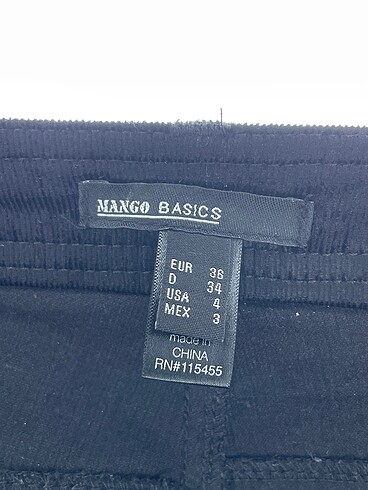 MANGO BASICS
EUR 36
D 34
USA 4
MEX 3
made in
CHINA
RN#115455